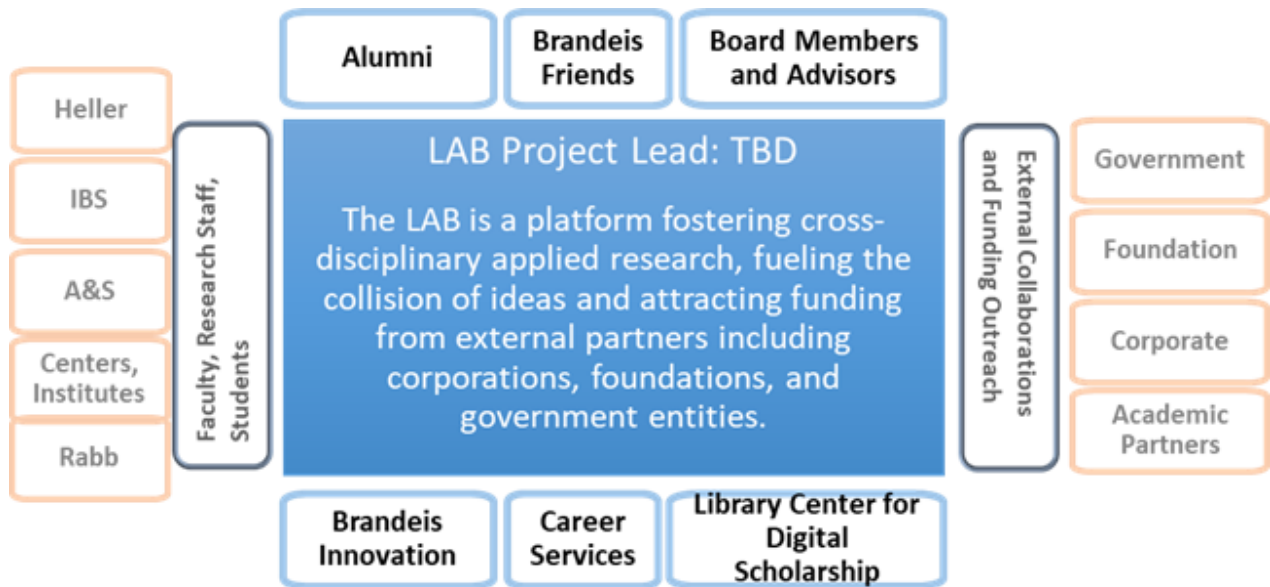 Alumni
Brandeis
Friends
Board Members
and Advisors
Heller
IBS
A&S
Centers,
Institutes
Rabb
Faculty, Research Staff,
Students
LAB Project Lead: TBD
The LAB is a platform fostering cross-
disciplinary applied research, fueling the
collision of ideas and attracting funding
from external partners including
corporations, foundations, and
government entities.
External Collaborations
and Funding Outreach
Government
Foundation
Corporate
Academic
Partners
Brandeis
Innovation
Career
Services
Library Center for
Digital
Scholarship